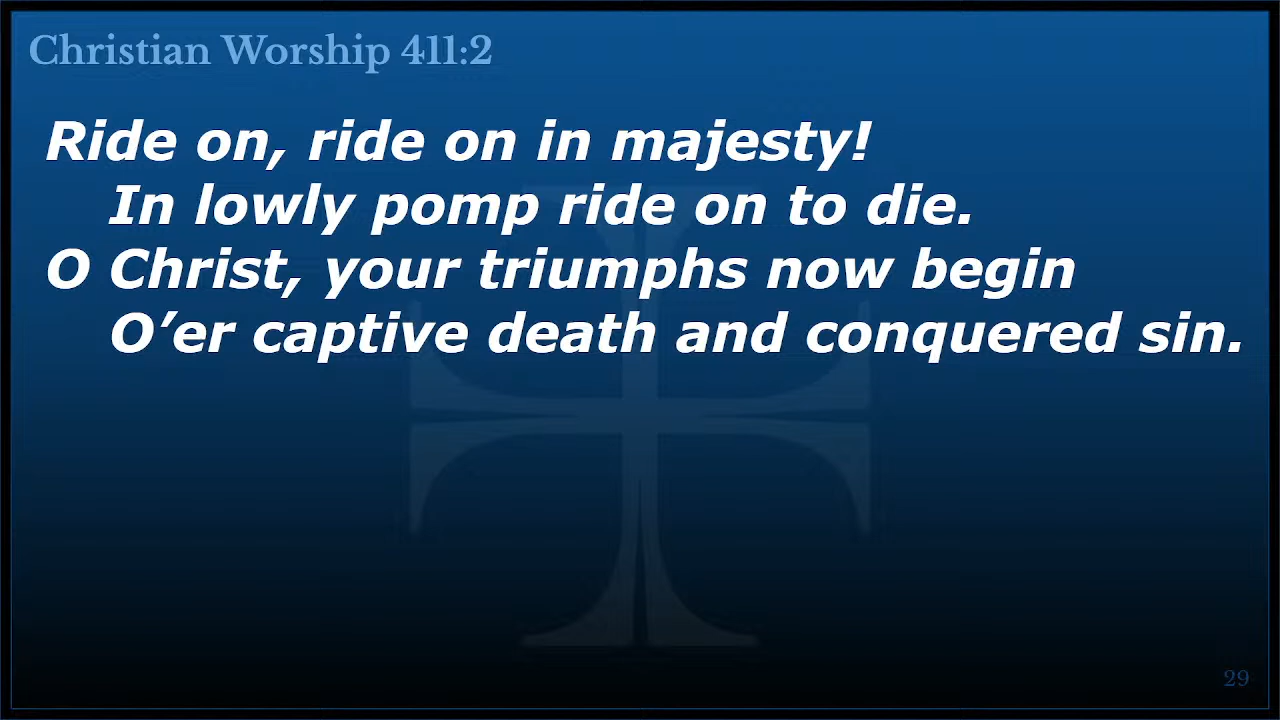 Christian Worship 411:2
Ride on, ride on in majesty!
In lowly pomp ride on to die.
O Christ, your triumphs now begin
O’er captive death and conquered sin.
29